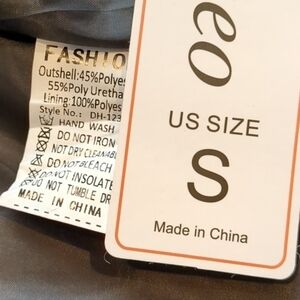 FASHIO
Outshell:45%Polyes
55%Poly Uretha
Lining:100%Polyes
Style No.: DH-123
HAND WASH
DO NOT IRON
NOT DRY CLEANABL
DO NOT BLEACH
DO NOT INSOLATE
DO NOT TUMBLE DR
MADE IN CHINA
eo
US SIZE
S
Made in China